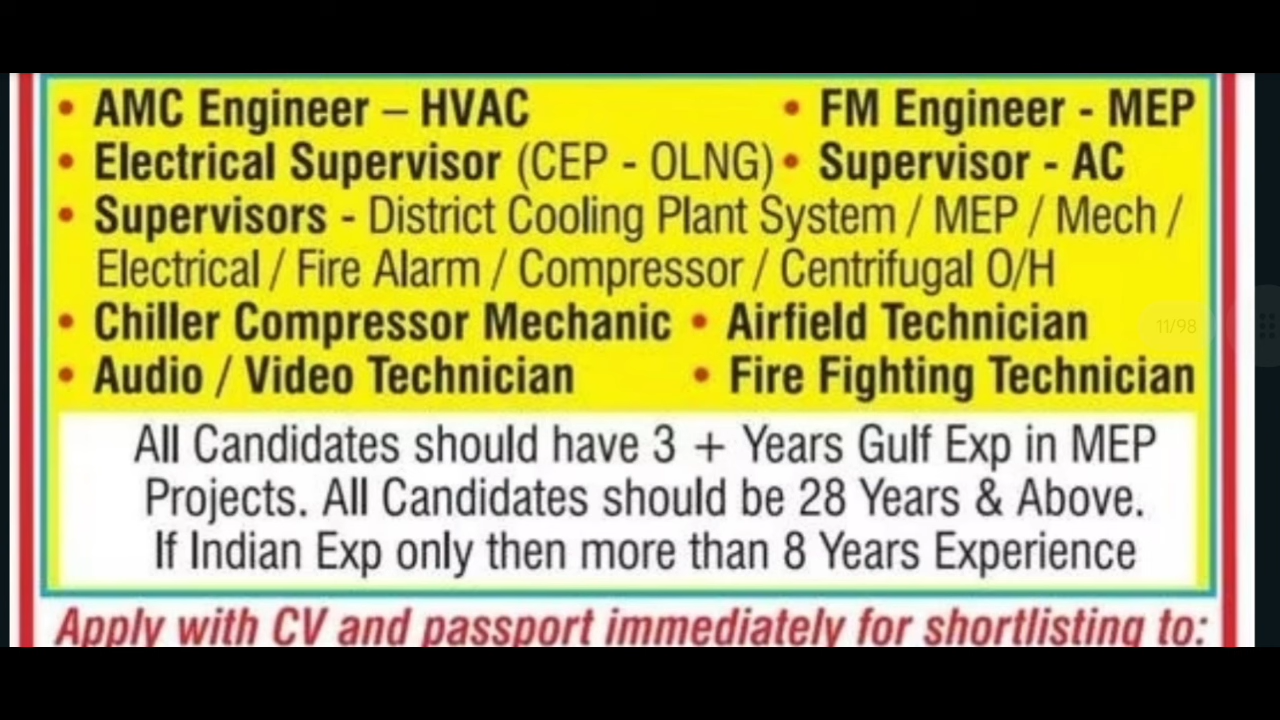 • AMC Engineer – HVAC • FM Engineer - MEP
• Electrical Supervisor (CEP - OLNG) • Supervisor - AC
• Supervisors - District Cooling Plant System / MEP / Mech /
Electrical / Fire Alarm / Compressor / Centrifugal O/H
• Chiller Compressor Mechanic • Airfield Technician
11/98
• Audio / Video Technician • Fire Fighting Technician
All Candidates should have 3 + Years Gulf Exp in MEP
Projects. All Candidates should be 28 Years & Above.
If Indian Exp only then more than 8 Years Experience
Apply with CV and passport immediately for shortlisting to: